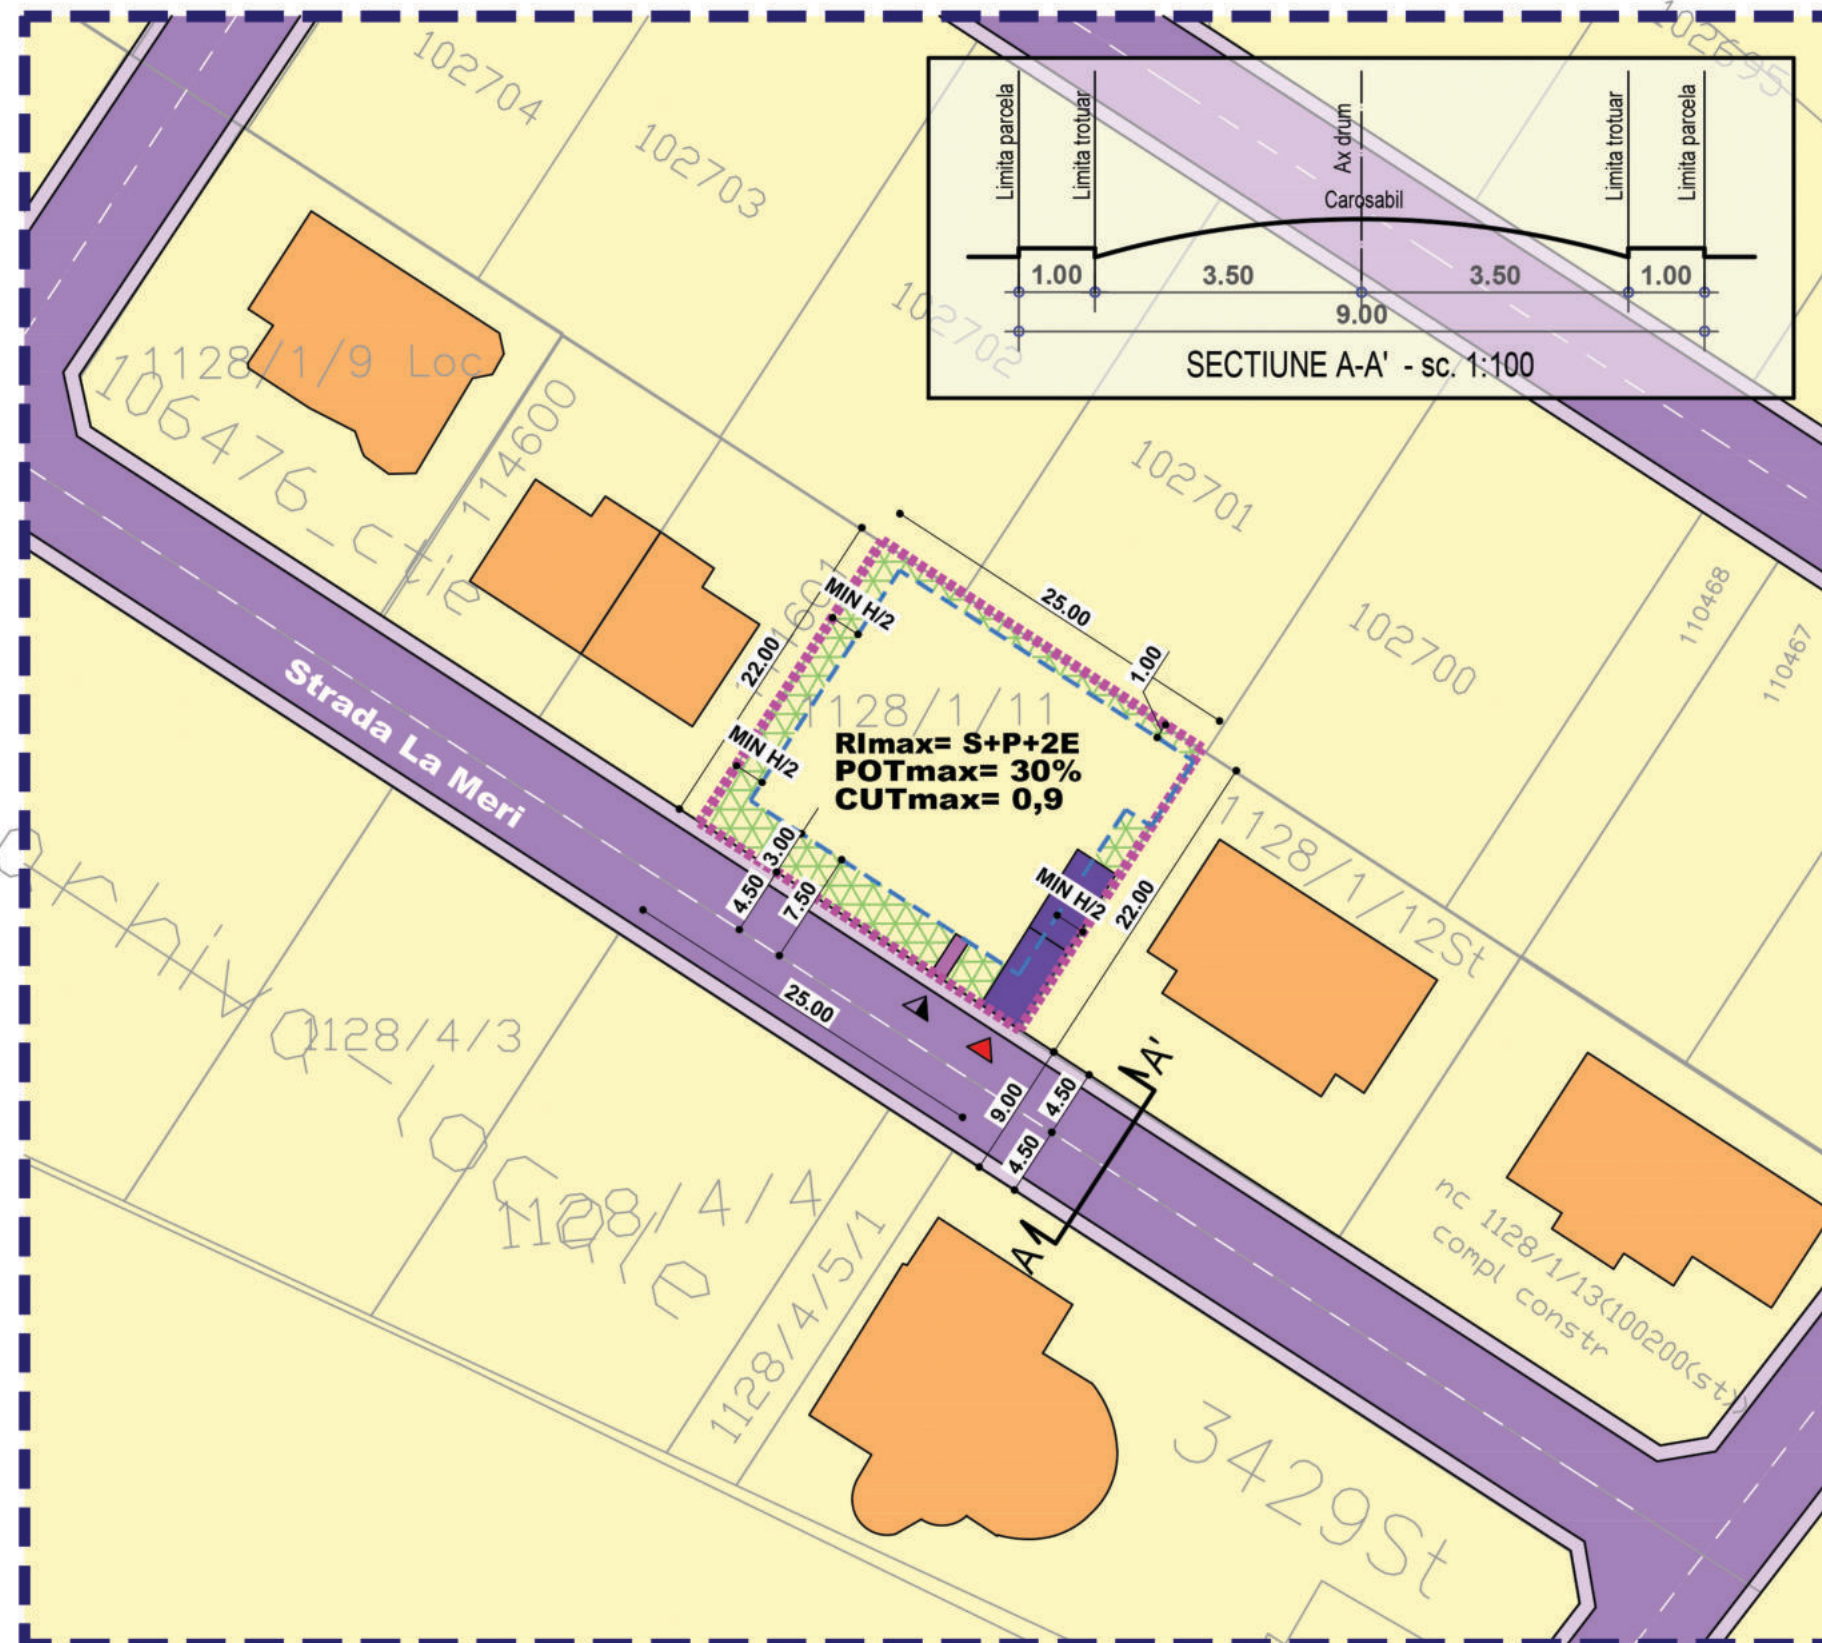 102704
102695
102703
Limita parcela
Limita trotuar
Ax drum
Limita trotuar
Limita parcela
Carosabil
1.00
3.50
3.50
1.00
9.00
SECTIUNE A-A' - sc. 1:100
102702
1128/1/9 Loc
106476_ctie
114600
102701
102700
110468
110467
25.00
1.00
MIN H/2
22.00
1128/1/11
MIN H/2
RImax= S+P+2E
POTmax= 30%
CUTmax= 0,9
Strada La Meri
3.00
4.50
7.50
MIN H/2
22.00
1128/1/12St
25.00
9.00
4.50
4.50
A'
A
1128/4/3
1128/4/4
1128/4/5/1
nc 1128/1/13(100200(st))
compl constr
3429St